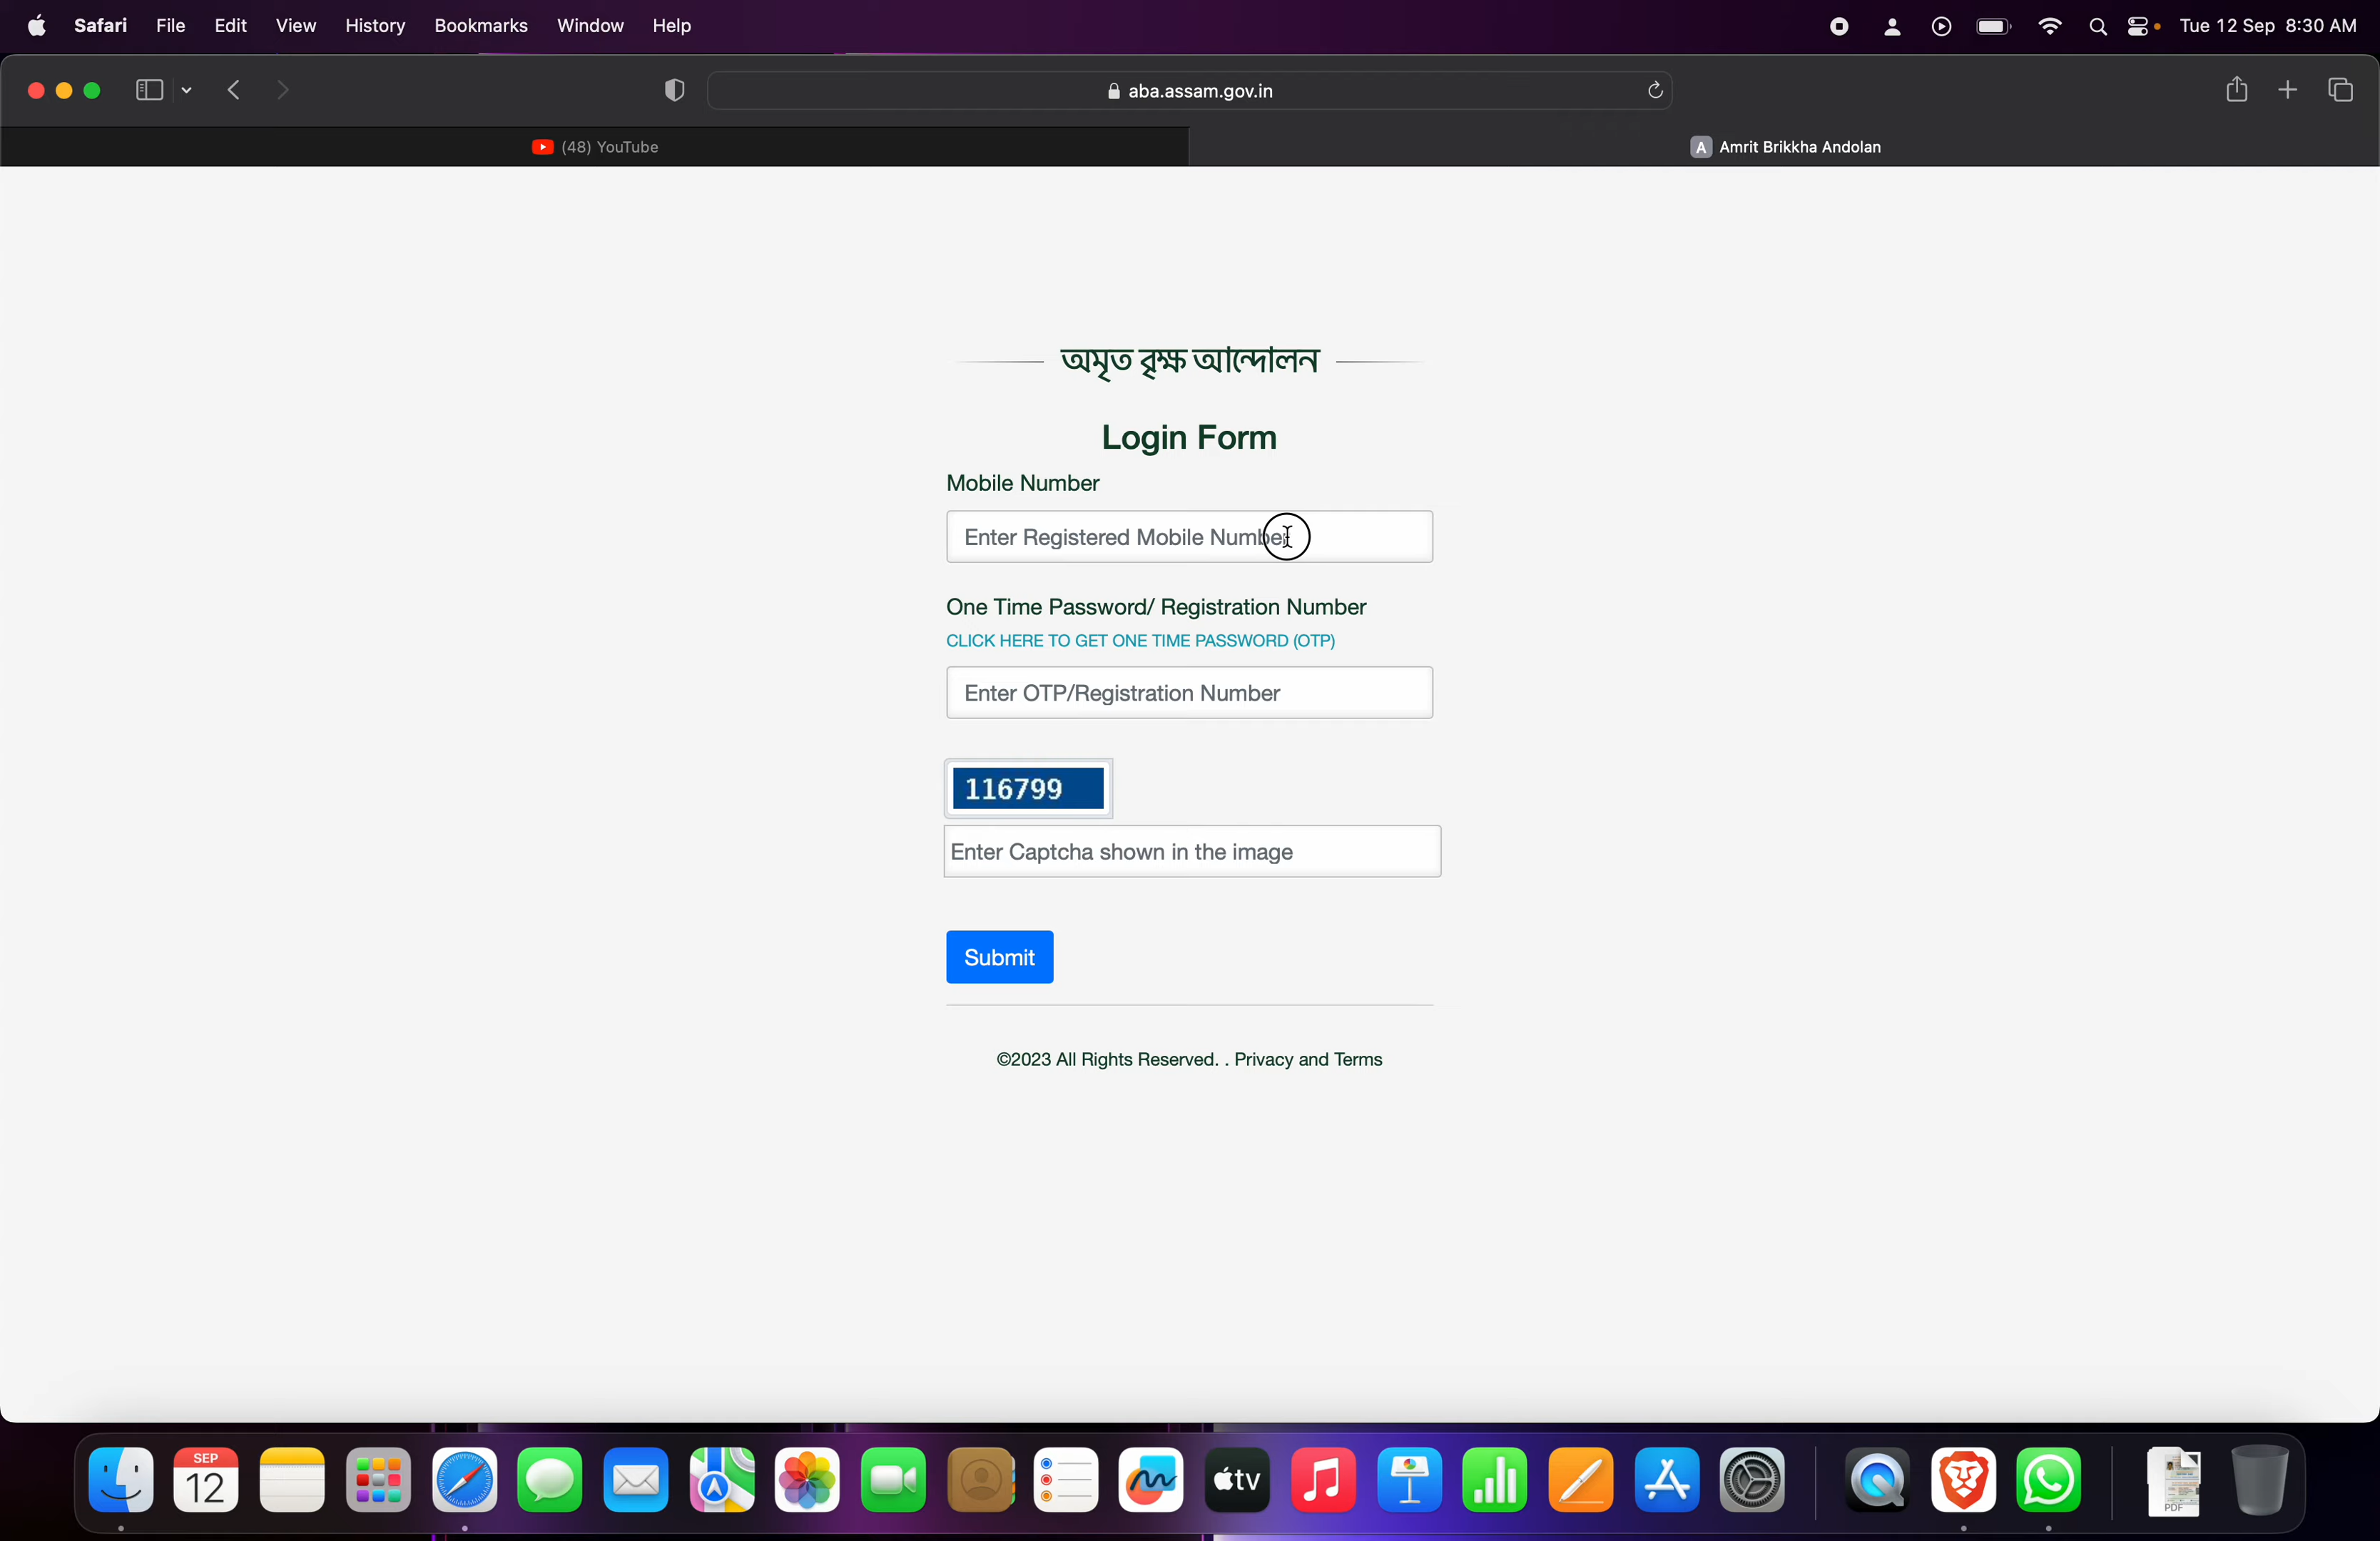 Safari File Edit View History Bookmarks Window Help Tue 12 Sep 8:30 AM
aba.assam.gov.in
(48) YouTube
A Amrit Brikkha Andolan
অমৃত বৃক্ষ আন্দোলন
Login Form
Mobile Number
Enter Registered Mobile Number
One Time Password/ Registration Number
CLICK HERE TO GET ONE TIME PASSWORD (OTP)
Enter OTP/Registration Number
116799
Enter Captcha shown in the image
Submit
©2023 All Rights Reserved. . Privacy and Terms
SEP
12
tv
PDF